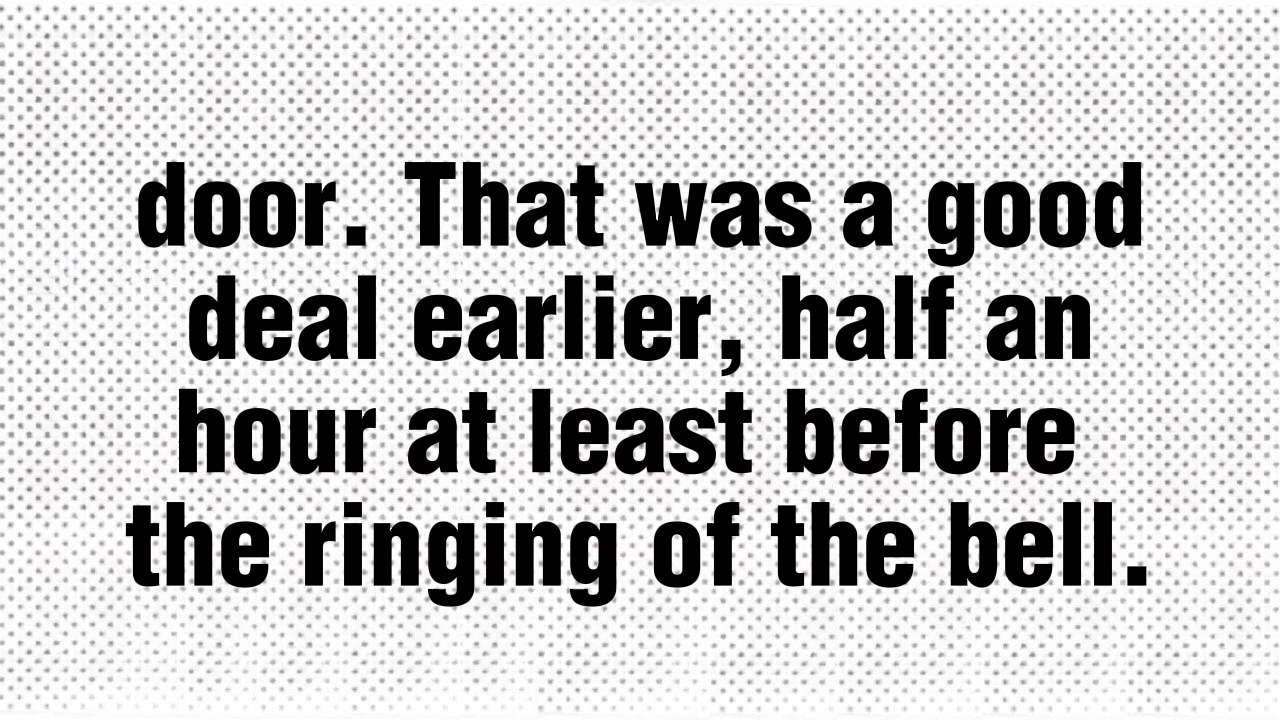 door. That was a good
deal earlier, half an
hour at least before
the ringing of the bell.